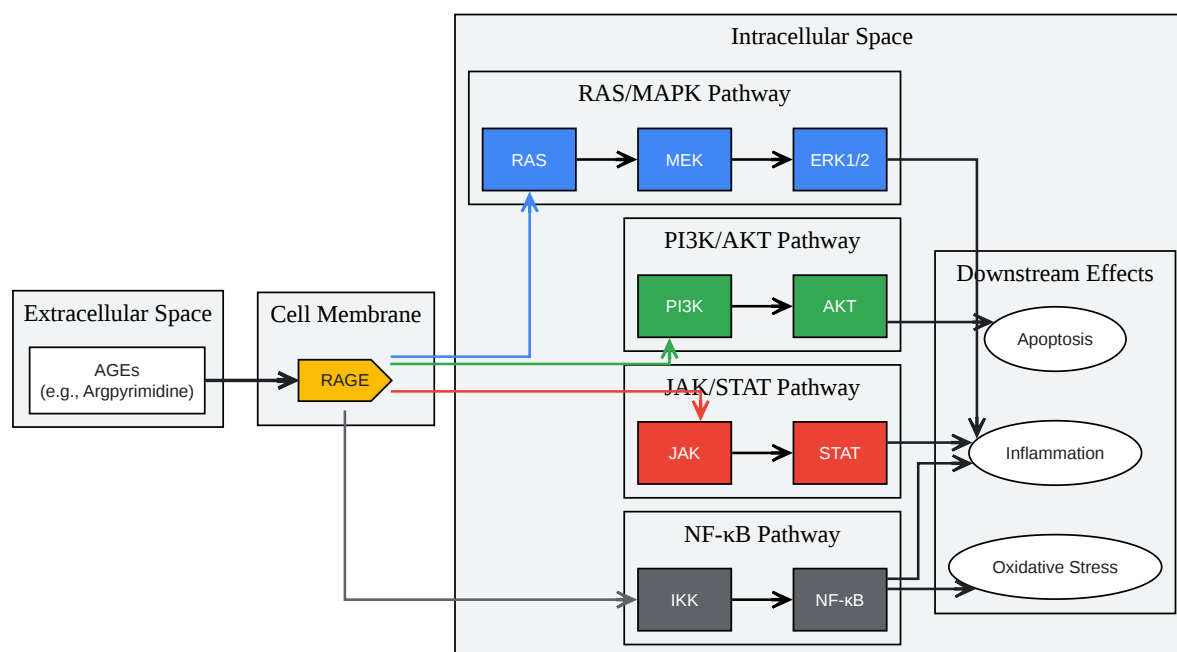 Intracellular Space
RAS/MAPK Pathway
RAS
MEK
ERK1/2
PI3K/AKT Pathway
PI3K
AKT
Downstream Effects
Apoptosis
Extracellular Space
AGEs
(e.g., Argpyrimidine)
Cell Membrane
RAGE
JAK/STAT Pathway
JAK
STAT
Inflammation
NF-κB Pathway
IKK
NF-κB
Oxidative Stress